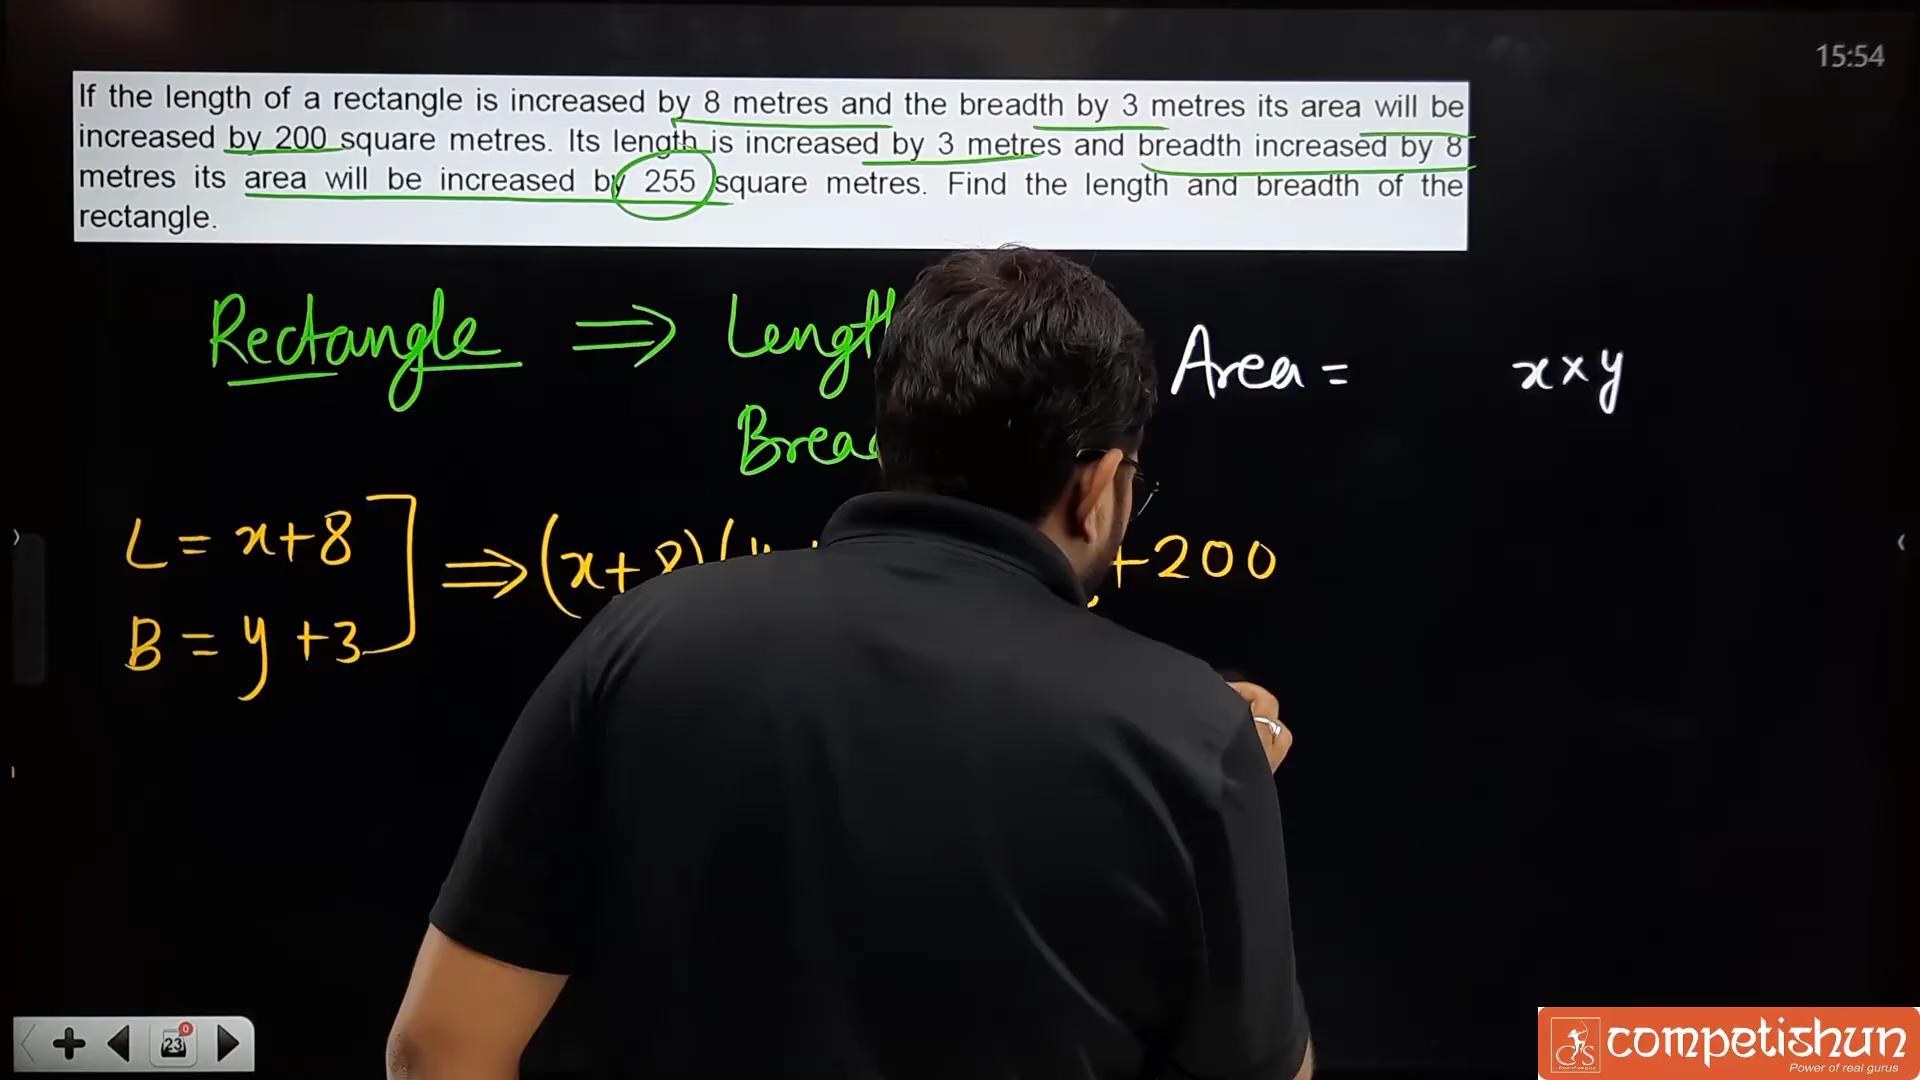 15:54
If the length of a rectangle is increased by 8 metres and the breadth by 3 metres its area will be
increased by 200 square metres. Its length is increased by 3 metres and breadth increased by 8
metres its area will be increased by 255 square metres. Find the length and breadth of the
rectangle.
Rectangle ⇒ Length
Area = x × y
L = x+8
⇒ (x+8)( +200
B = y +3
23
0
competishun
Power of real gurus